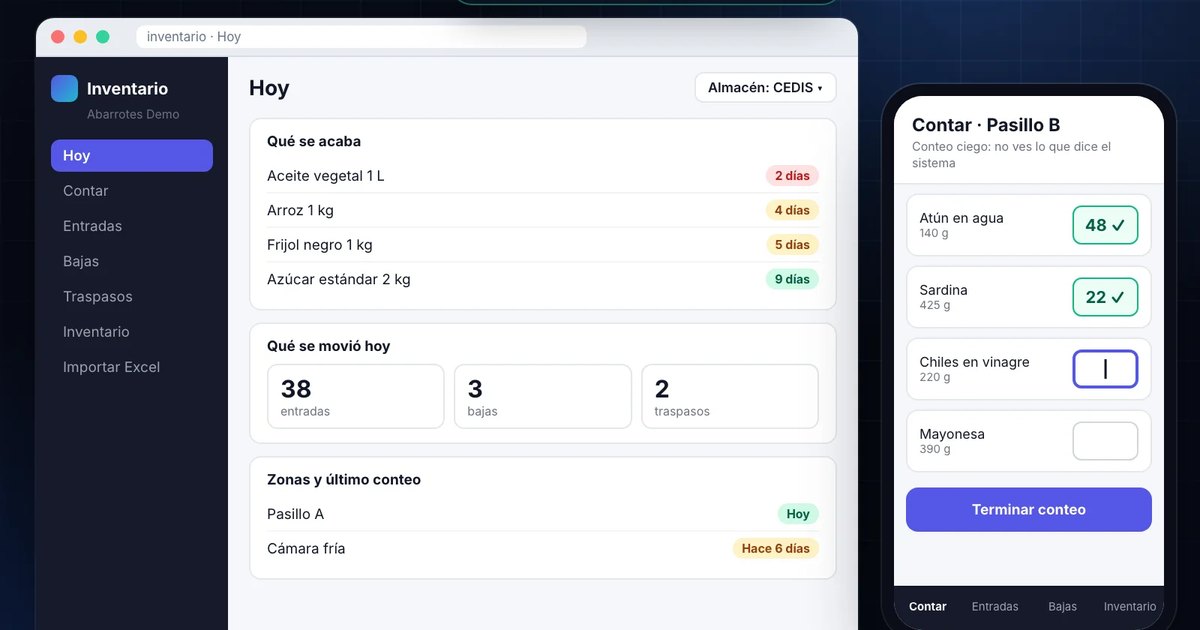 inventario · Hoy
Inventario
Abarrotes Demo
Hoy
Contar
Entradas
Bajas
Traspasos
Inventario
Importar Excel
Hoy
Almacén: CEDIS ▾
Qué se acaba
Aceite vegetal 1 L
2 días
Arroz 1 kg
4 días
Frijol negro 1 kg
5 días
Azúcar estándar 2 kg
9 días
Qué se movió hoy
38
entradas
3
bajas
2
traspasos
Zonas y último conteo
Pasillo A
Hoy
Cámara fría
Hace 6 días
Contar · Pasillo B
Conteo ciego: no ves lo que dice el
sistema
Atún en agua
140 g
48 ✓
Sardina
425 g
22 ✓
Chiles en vinagre
220 g
Mayonesa
390 g
Terminar conteo
Contar
Entradas
Bajas
Inventario